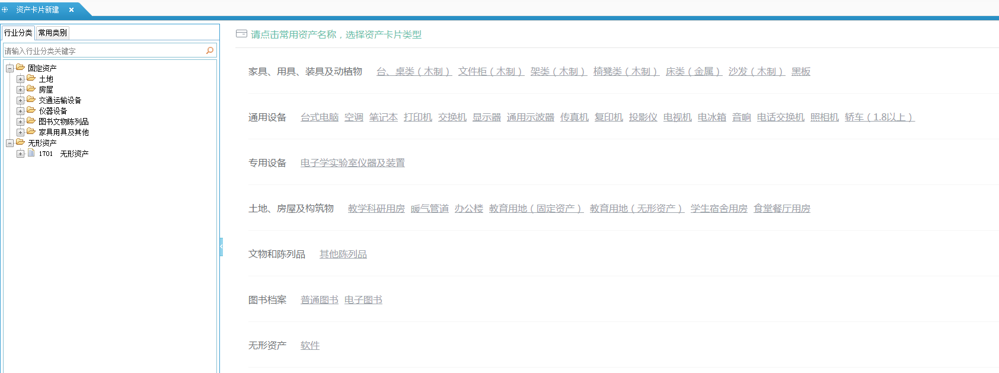 资产卡片新建
行业分类 常用类别
请输入行业分类关键字
固定资产
土地
房屋
交通运输设备
仪器设备
图书文物陈列品
家具用具及其他
无形资产
1701 无形资产
请点击常用资产名称，选择资产卡片类型
家具、用具、装具及动植物 台、桌类（木制） 文件柜（木制） 架类（木制） 椅凳类（木制） 床类（金属） 沙发（木制） 黑板
通用设备 台式电脑 空调 笔记本 打印机 交换机 显示器 通用示波器 传真机 复印机 投影仪 电视机 电冰箱 音响 电话交换机 照相机 轿车（1.8以上）
专用设备 电子学实验室仪器及装置
土地、房屋及构筑物 教学科研用房 暖气管道 办公楼 教育用地（固定资产） 教育用地（无形资产） 学生宿舍用房 食堂餐厅用房
文物和陈列品 其他陈列品
图书档案 普通图书 电子图书
无形资产 软件